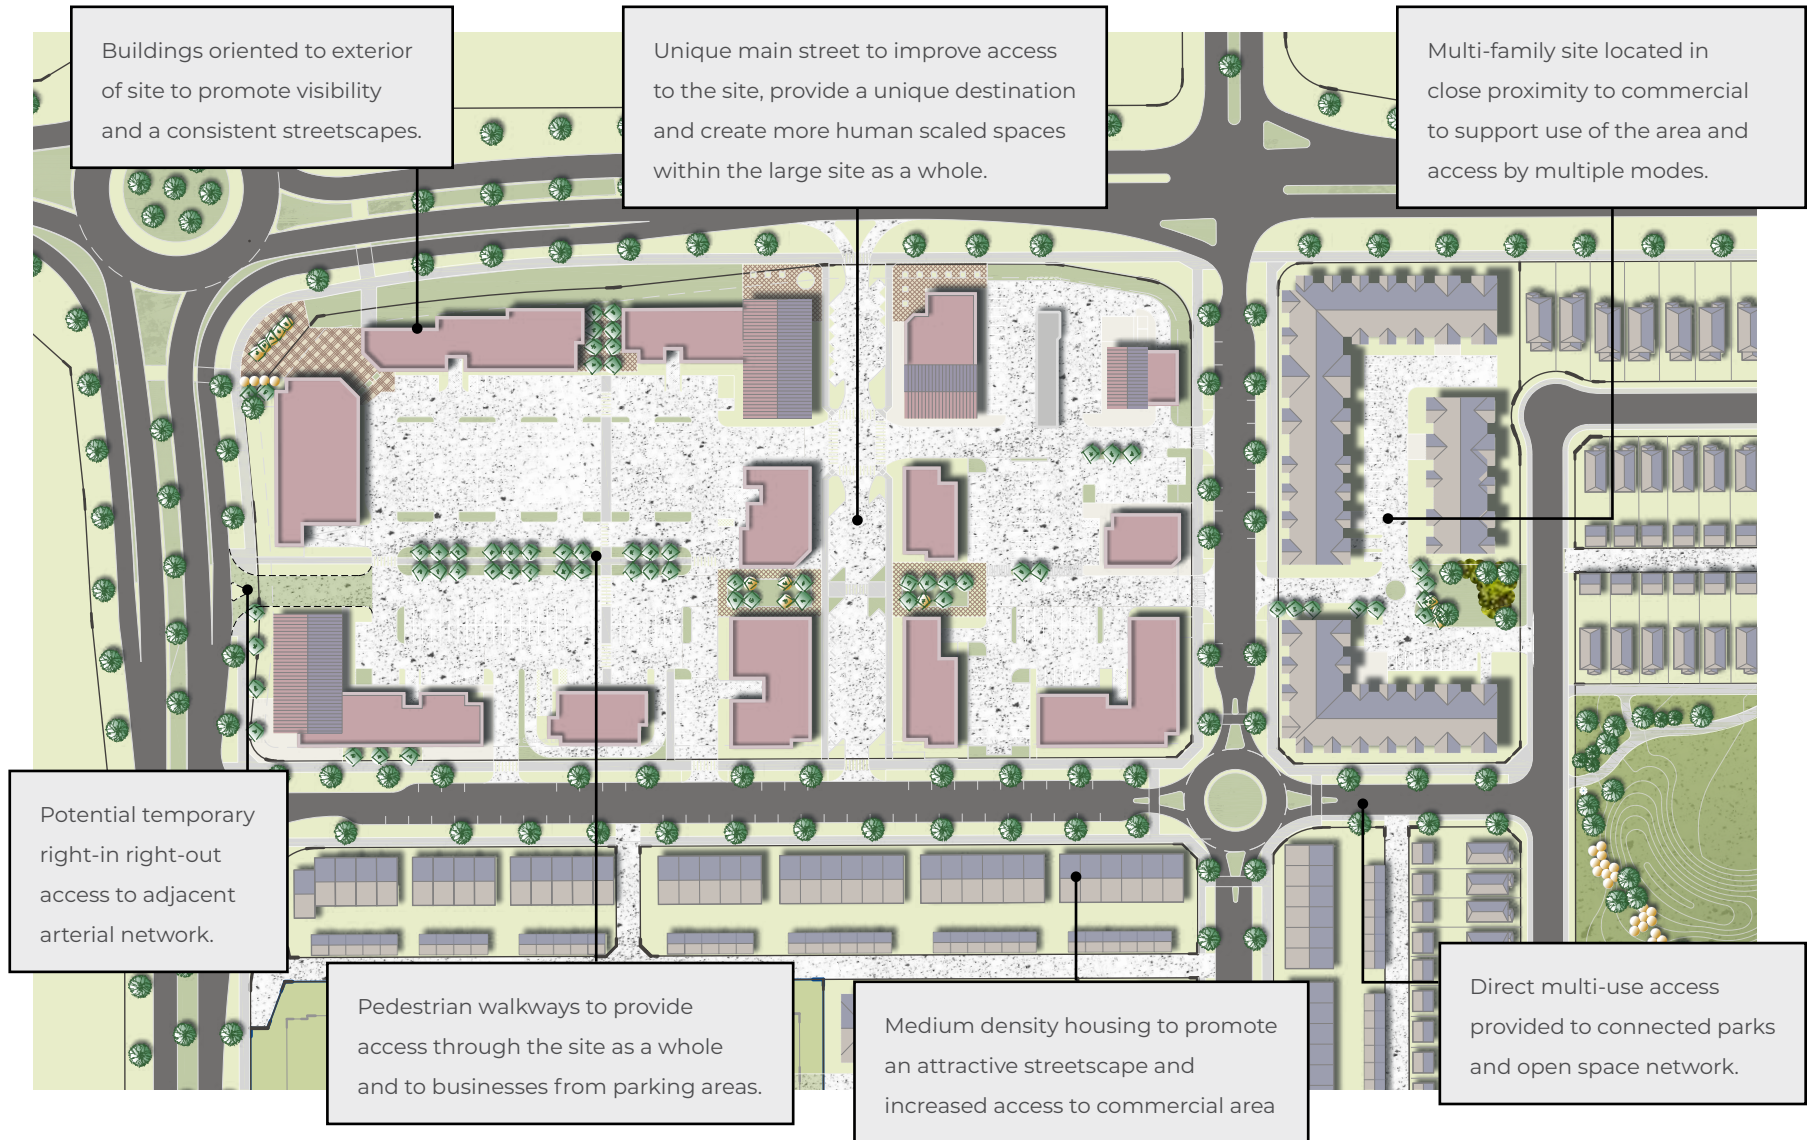 Buildings oriented to exterior
of site to promote visibility
and a consistent streetscapes.
Unique main street to improve access
to the site, provide a unique destination
and create more human scaled spaces
within the large site as a whole.
Multi-family site located in
close proximity to commercial
to support use of the area and
access by multiple modes.
Potential temporary
right-in right-out
access to adjacent
arterial network.
Pedestrian walkways to provide
access through the site as a whole
and to businesses from parking areas.
Medium density housing to promote
an attractive streetscape and
increased access to commercial area
Direct multi-use access
provided to connected parks
and open space network.